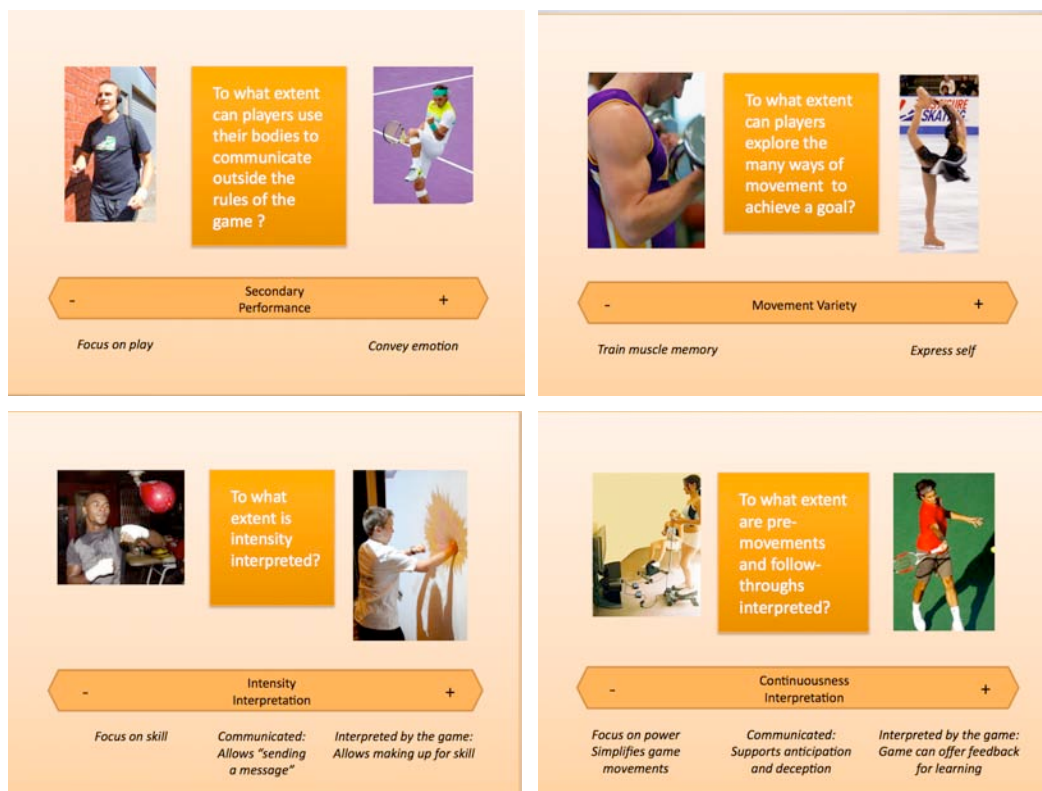 To what extent
can players use
their bodies to
communicate
outside the
rules of the
game ?
-
Secondary
Performance
+
Focus on play
Convey emotion
To what extent
can players
explore the
many ways of
movement to
achieve a goal?
FIGURE
SKATING
-
Movement Variety
+
Train muscle memory
Express self
To what
extent is
intensity
interpreted?
-
Intensity
Interpretation
+
Focus on skill
Communicated:
Allows “sending
a message”
Interpreted by the game:
Allows making up for skill
To what extent
are pre-
movements
and follow-
throughs
interpreted?
-
Continuousness
Interpretation
+
Focus on power
Simplifies game
movements
Communicated:
Supports anticipation
and deception
Interpreted by the game:
Game can offer feedback
for learning